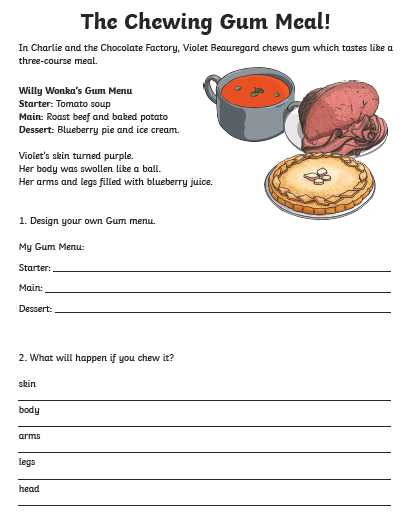 The Chewing Gum Meal!
In Charlie and the Chocolate Factory, Violet Beauregard chews gum which tastes like a
three-course meal.
Willy Wonka's Gum Menu
Starter: Tomato soup
Main: Roast beef and baked potato
Dessert: Blueberry pie and ice cream.
Violet's skin turned purple.
Her body was swollen like a ball.
Her arms and legs filled with blueberry juice.
1. Design your own Gum menu.
My Gum Menu:
Starter:
Main:
Dessert:
2. What will happen if you chew it?
skin
body
arms
legs
head